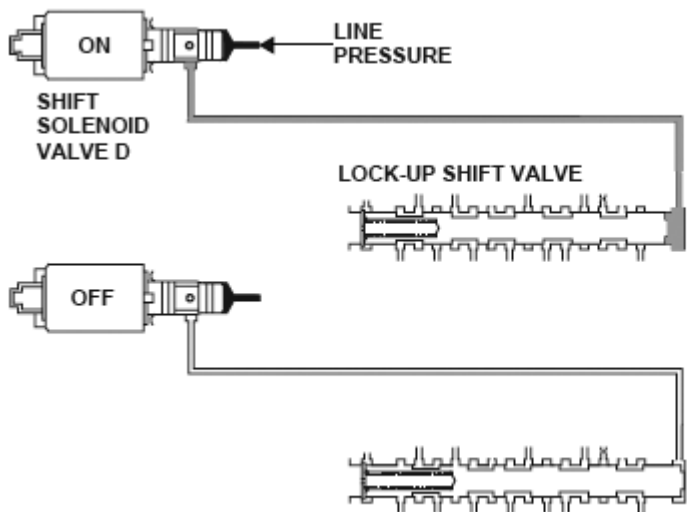 ON
LINE
PRESSURE
SHIFT
SOLENOID
VALVE D
LOCK-UP SHIFT VALVE
OFF